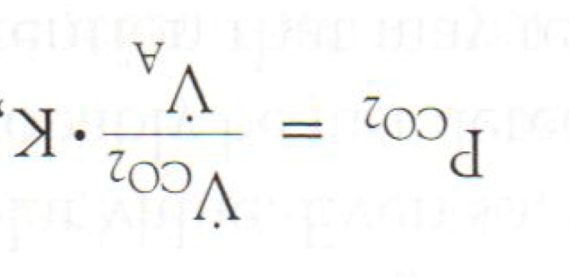 P_CO₂ = V̇_CO₂ / V̇_A · K,